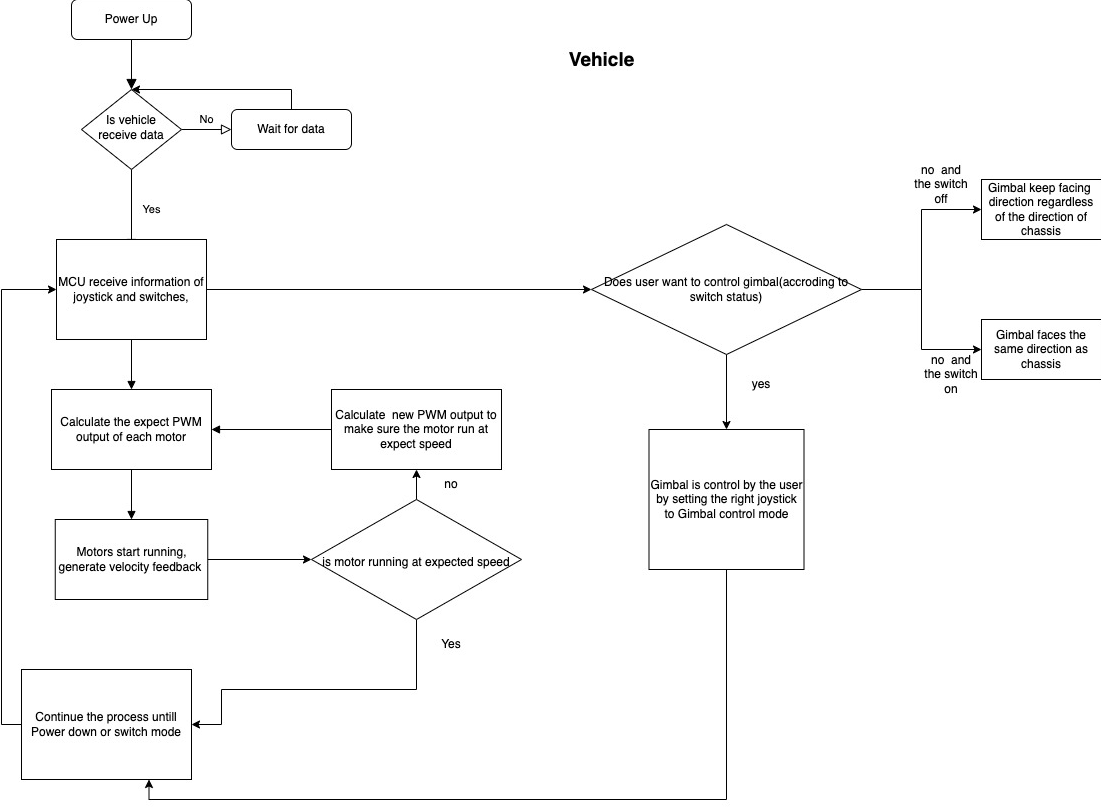 Power Up
Vehicle
Is vehicle
receive data
No
Wait for data
Yes
no and
the switch
off
Gimbal keep facing
direction regardless
of the direction of
chassis
MCU receive information of
joystick and switches,
Does user want to control gimbal(accroding to
switch status)
Gimbal faces the
same direction as
chassis
no and
the switch
on
yes
Calculate the expect PWM
output of each motor
Calculate new PWM output to
make sure the motor run at
expect speed
no
Gimbal is control by the user
by setting the right joystick
to Gimbal control mode
Motors start running,
generate velocity feedback
is motor running at expected speed
Yes
Continue the process untill
Power down or switch mode